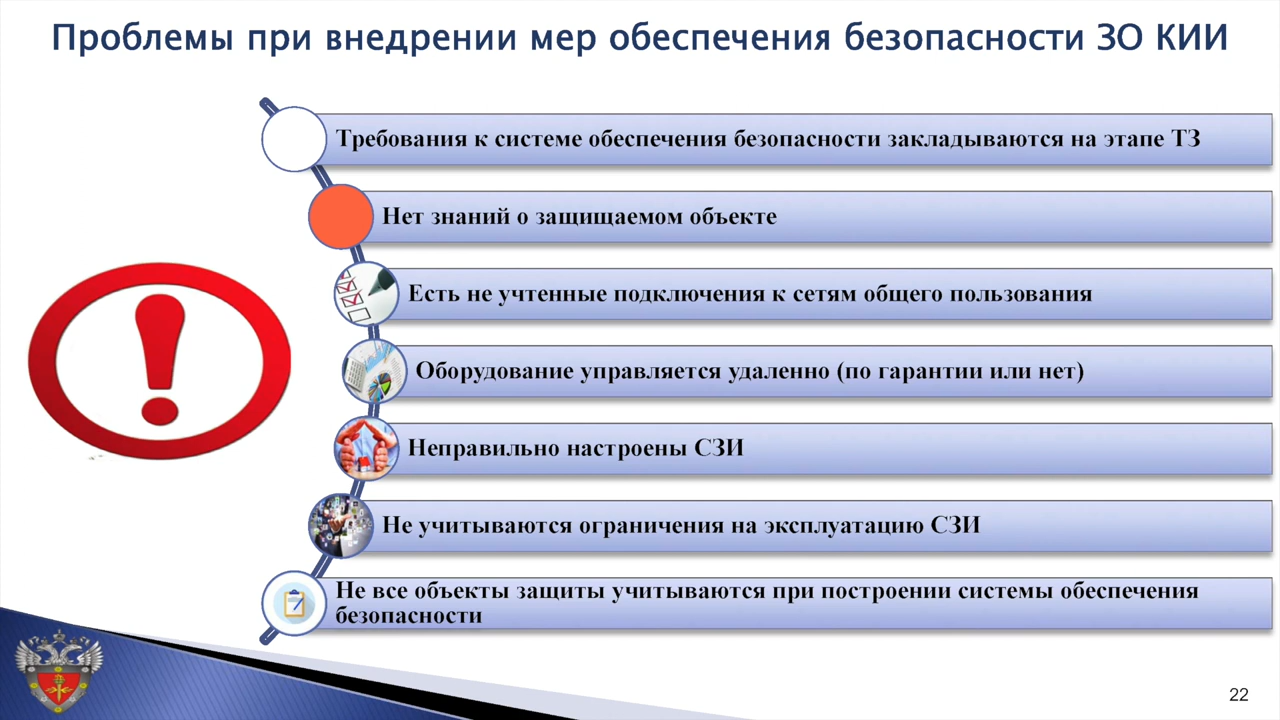 Проблемы при внедрении мер обеспечения безопасности ЗО КИИ
Требования к системе обеспечения безопасности закладываются на этапе ТЗ
Нет знаний о защищаемом объекте
Есть не учтенные подключения к сетям общего пользования
Оборудование управляется удаленно (по гарантии или нет)
Неправильно настроены СЗИ
Не учитываются ограничения на эксплуатацию СЗИ
Не все объекты защиты учитываются при построении системы обеспечения
безопасности
22